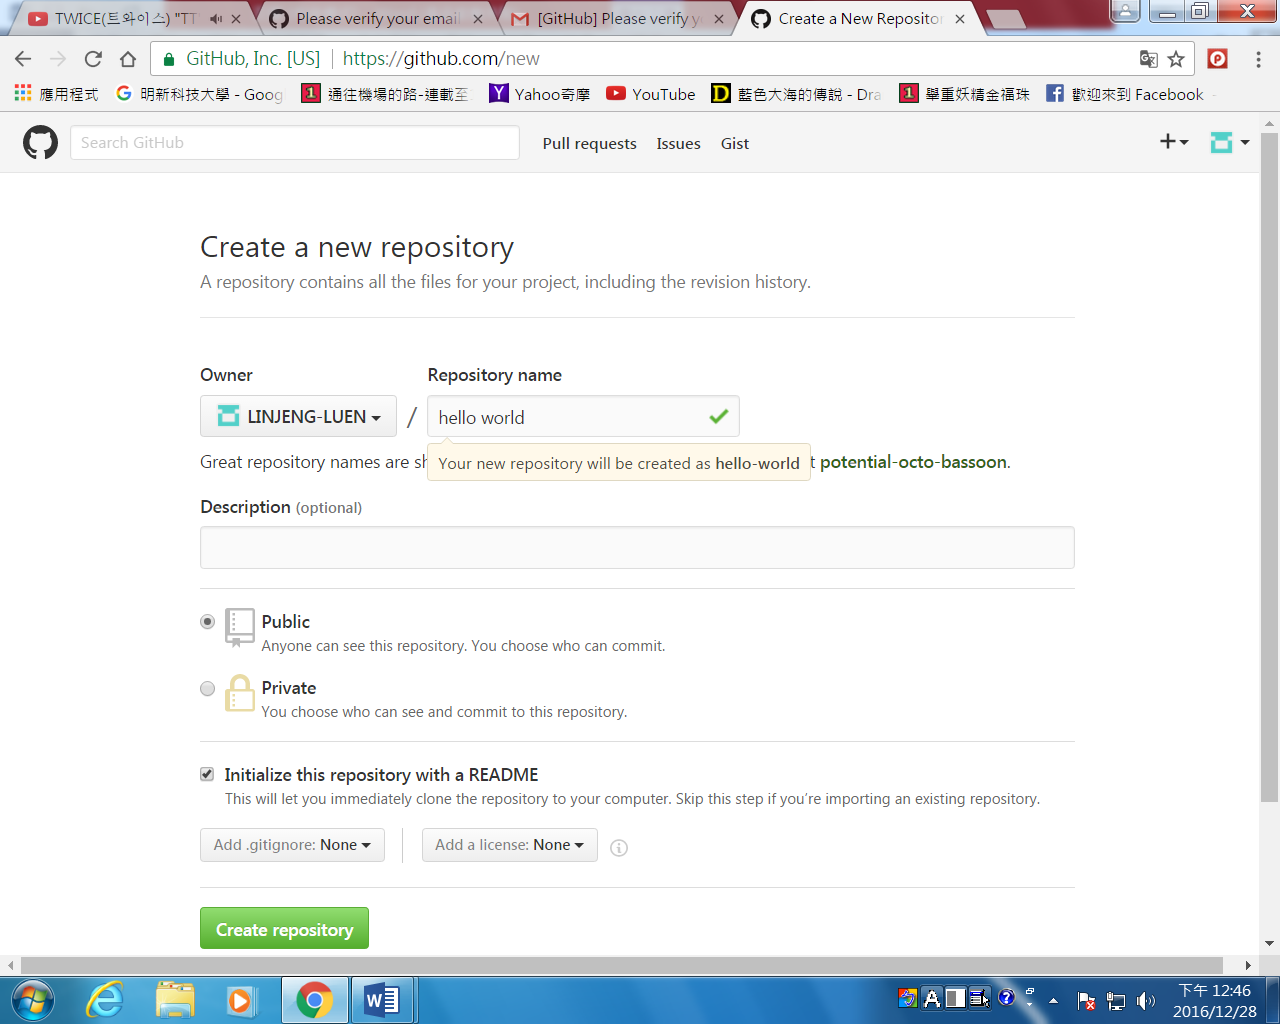 TWICE(트와이스) "TT
Please verify your email
[GitHub] Please verify y
Create a New Repositor
GitHub, Inc. [US] https://github.com/new
應用程式 明新科技大學 - Goog 通往機場的路-連載至 Yahoo奇摩 YouTube 藍色大海的傳說 - Dra 舉重妖精金福珠 歡迎來到 Facebook
Search GitHub Pull requests Issues Gist
Create a new repository
A repository contains all the files for your project, including the revision history.
Owner Repository name
LINJENG-LUEN / hello world
Great repository names are sh Your new repository will be created as hello-world t potential-octo-bassoon.
Description (optional)
Public
Anyone can see this repository. You choose who can commit.
Private
You choose who can see and commit to this repository.
Initialize this repository with a README
This will let you immediately clone the repository to your computer. Skip this step if you're importing an existing repository.
Add .gitignore: None Add a license: None
Create repository
下午 12:46
2016/12/28